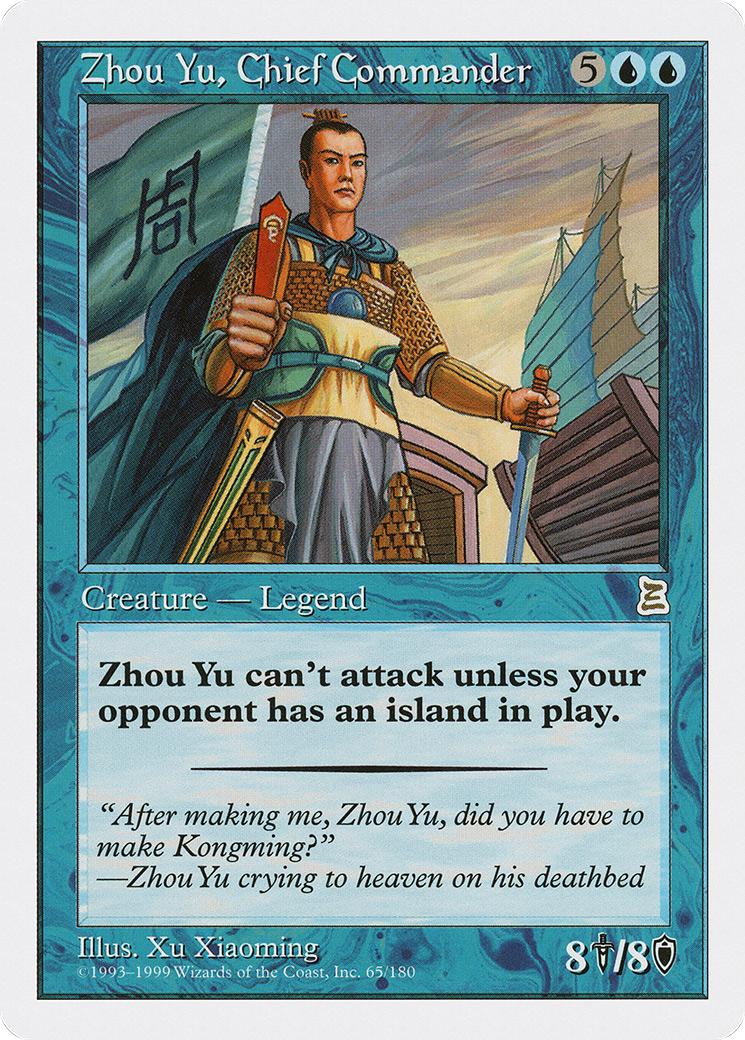 Zhou Yu, Chief Commander 5
周
Creature — Legend
Zhou Yu can’t attack unless your
opponent has an island in play.
“After making me, Zhou Yu, did you have to
make Kongming?”
—Zhou Yu crying to heaven on his deathbed
Illus. Xu Xiaoming
©1993–1999 Wizards of the Coast, Inc. 65/180
8/8